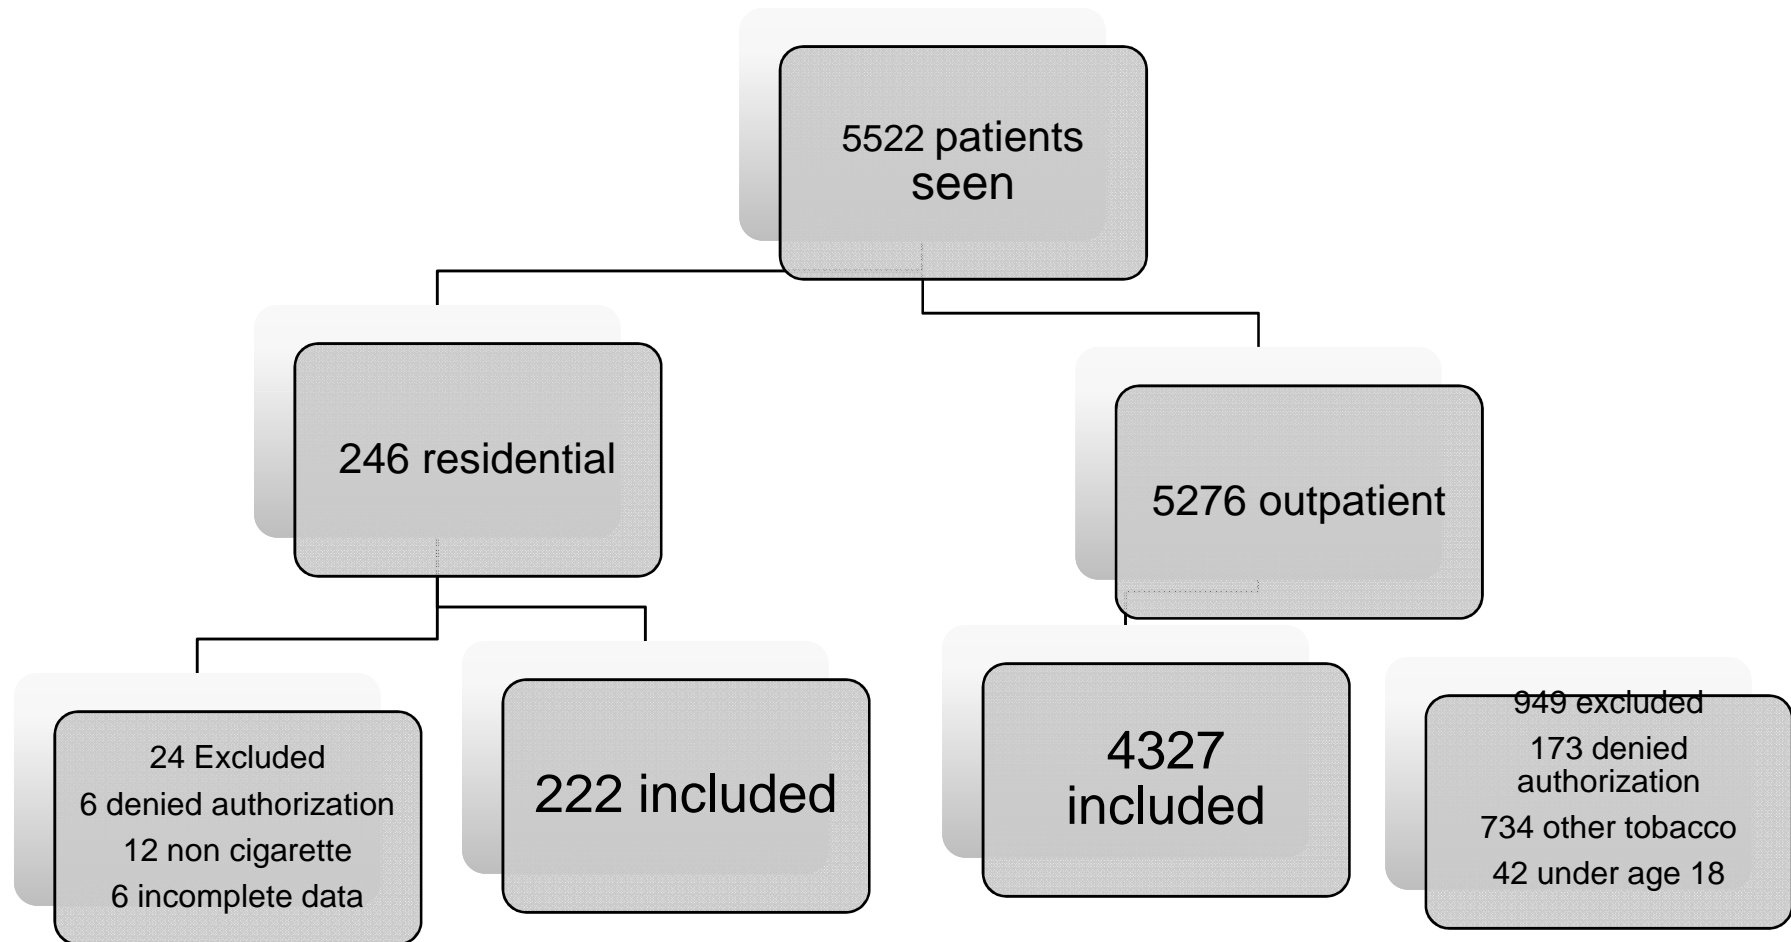 5522 patients
seen
246 residential
5276 outpatient
24 Excluded
6 denied authorization
12 non cigarette
6 incomplete data
222 included
4327
included
949 excluded
173 denied
authorization
734 other tobacco
42 under age 18